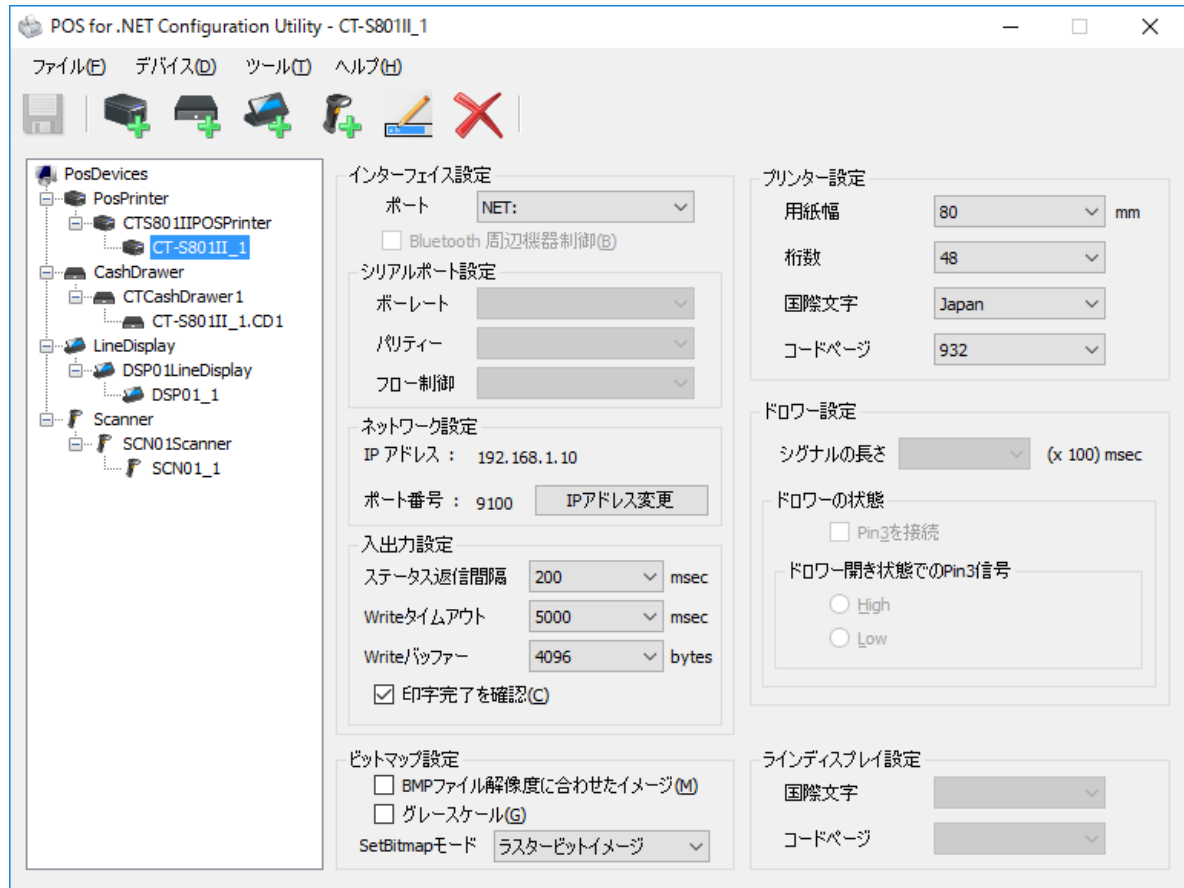 POS for .NET Configuration Utility - CT-S801II_1
ファイル(F) デバイス(D) ツール(T) ヘルプ(H)
PosDevices
PosPrinter
CTS801IIPOSPrinter
CT-S801II_1
CashDrawer
CTCashDrawer1
CT-S801II_1.CD1
LineDisplay
DSP01LineDisplay
DSP01_1
Scanner
SCN01Scanner
SCN01_1
インターフェイス設定
ポート NET:
Bluetooth 周辺機器制御(B)
シリアルポート設定
ボーレート
パリティー
フロー制御
ネットワーク設定
IP アドレス : 192.168.1.10
ポート番号 : 9100 IPアドレス変更
入出力設定
ステータス返信間隔 200 msec
Writeタイムアウト 5000 msec
Writeバッファー 4096 bytes
印字完了を確認(C)
ビットマップ設定
BMPファイル解像度に合わせたイメージ(M)
グレースケール(G)
SetBitmapモード ラスタービットイメージ
プリンター設定
用紙幅 80 mm
桁数 48
国際文字 Japan
コードページ 932
ドロワー設定
シグナルの長さ (x 100) msec
ドロワーの状態
Pin3を接続
ドロワー開き状態でのPin3信号
High
Low
ラインディスプレイ設定
国際文字
コードページ